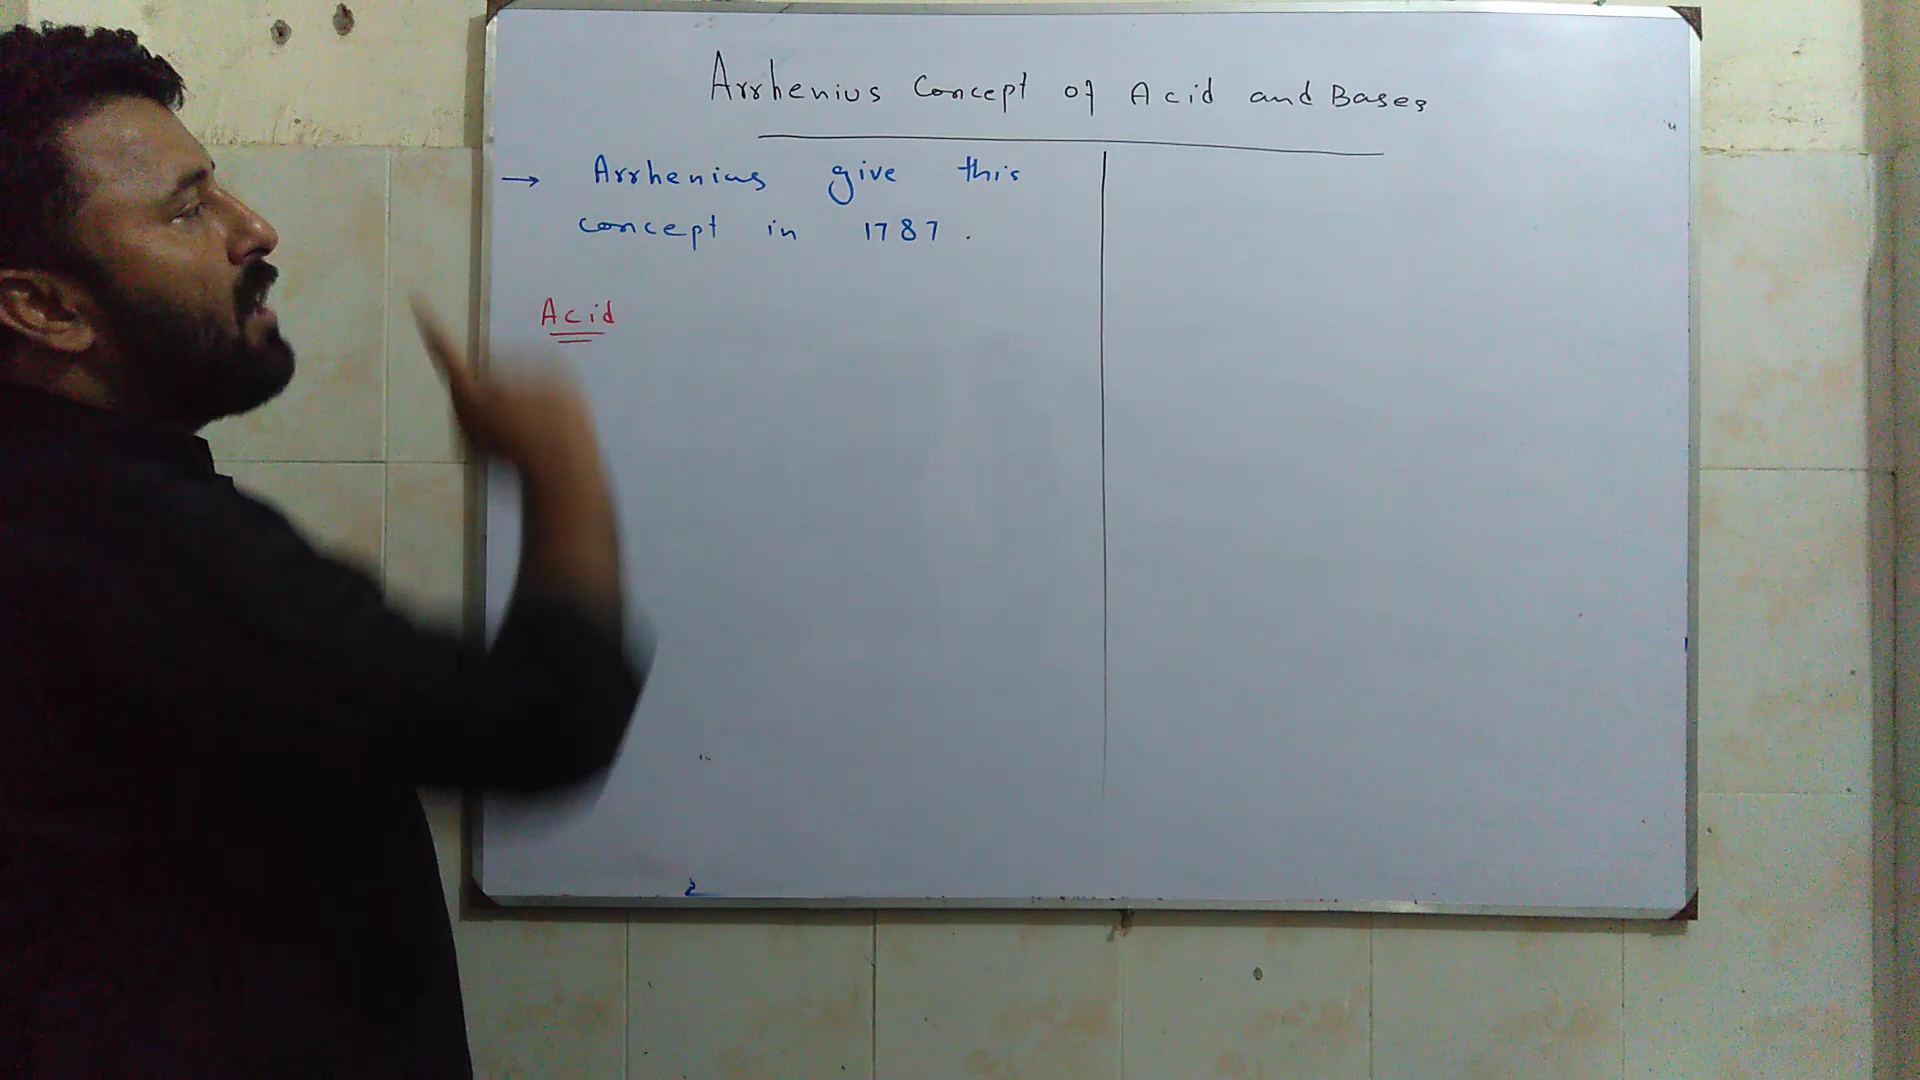 Arrhenius Concept of Acid and Bases
→ Arrhenius give this
concept in 1787.
Acid